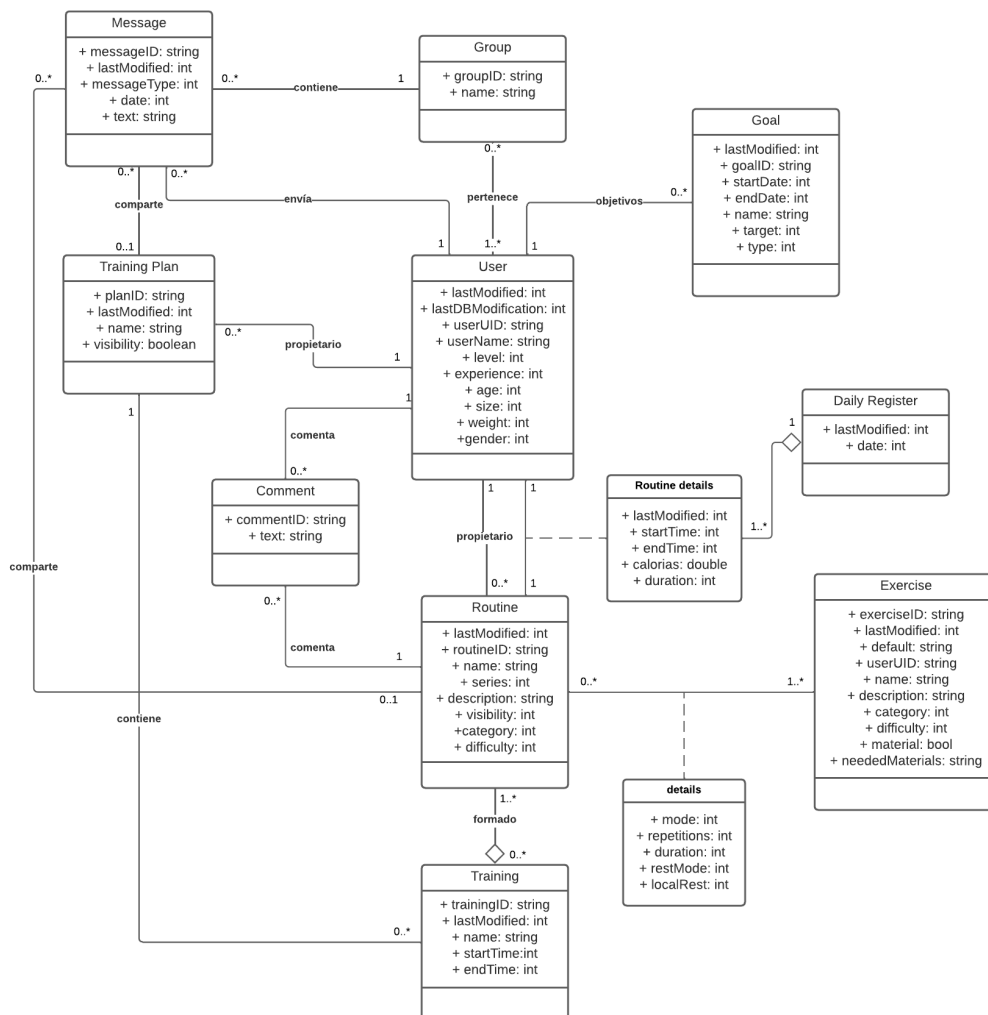 Message
+ messageID: string
+ lastModified: int
+ messageType: int
+ date: int
+ text: string
0..*
0..*
contiene
1
Group
+ groupID: string
+ name: string
0..*
pertenece
1..*
Goal
+ lastModified: int
+ goalID: string
+ startDate: int
+ endDate: int
+ name: string
+ target: int
+ type: int
0..*
objetivos
1
0..*
comparte
0..1
0..*
envía
1
Training Plan
+ planID: string
+ lastModified: int
+ name: string
+ visibility: boolean
0..*
propietario
1
1
User
+ lastModified: int
+ lastDBModification: int
+ userUID: string
+ userName: string
+ level: int
+ experience: int
+ age: int
+ size: int
+ weight: int
+gender: int
1
comenta
0..*
Comment
+ commentID: string
+ text: string
0..*
comenta
1
1
propietario
0..*
1
1
Routine details
+ lastModified: int
+ startTime: int
+ endTime: int
+ calorias: double
+ duration: int
1..*
1
Daily Register
+ lastModified: int
+ date: int
comparte
0..1
Routine
+ lastModified: int
+ routineID: string
+ name: string
+ series: int
+ description: string
+ visibility: int
+category: int
+ difficulty: int
0..*
1..*
Exercise
+ exerciseID: string
+ lastModified: int
+ default: string
+ userUID: string
+ name: string
+ description: string
+ category: int
+ difficulty: int
+ material: bool
+ neededMaterials: string
details
+ mode: int
+ repetitions: int
+ duration: int
+ restMode: int
+ localRest: int
contiene
0..*
1..*
formado
0..*
Training
+ trainingID: string
+ lastModified: int
+ name: string
+ startTime:int
+ endTime: int